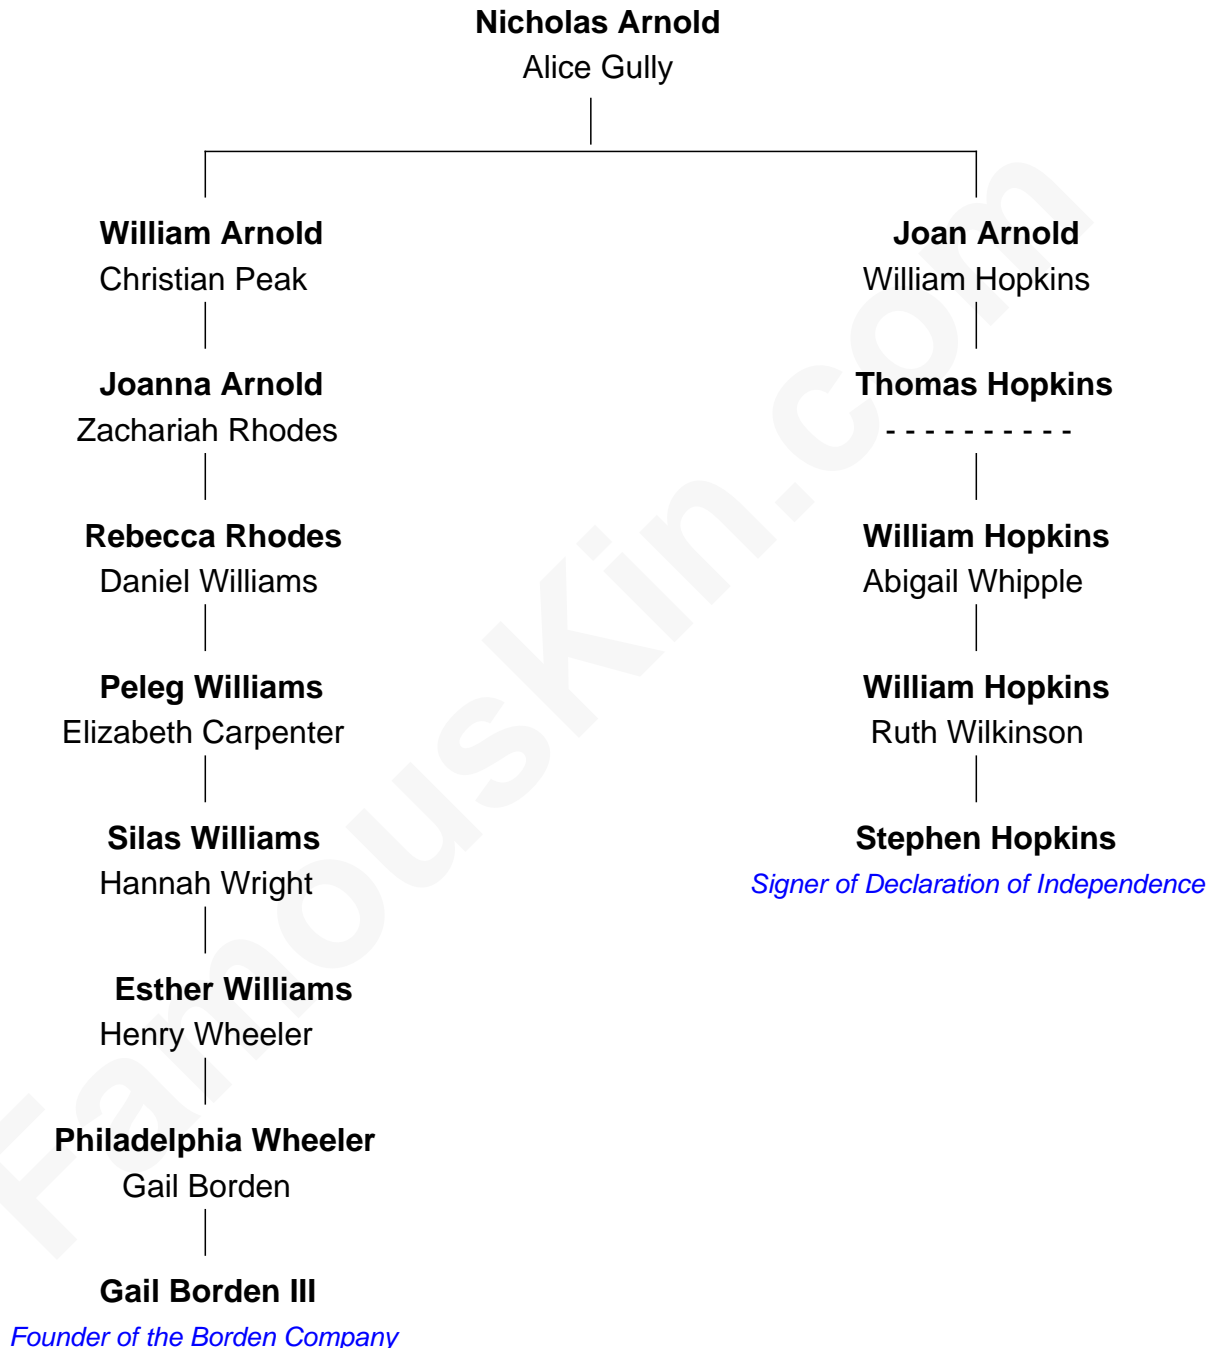 Nicholas Arnold
Alice Gully
William Arnold
Christian Peak
Joanna Arnold
Zachariah Rhodes
Rebecca Rhodes
Daniel Williams
Peleg Williams
Elizabeth Carpenter
Silas Williams
Hannah Wright
Esther Williams
Henry Wheeler
Philadelphia Wheeler
Gail Borden
Gail Borden III
Founder of the Borden Company
Joan Arnold
William Hopkins
Thomas Hopkins
- - - - - - - - - -
William Hopkins
Abigail Whipple
William Hopkins
Ruth Wilkinson
Stephen Hopkins
Signer of Declaration of Independence
FamousKin.com